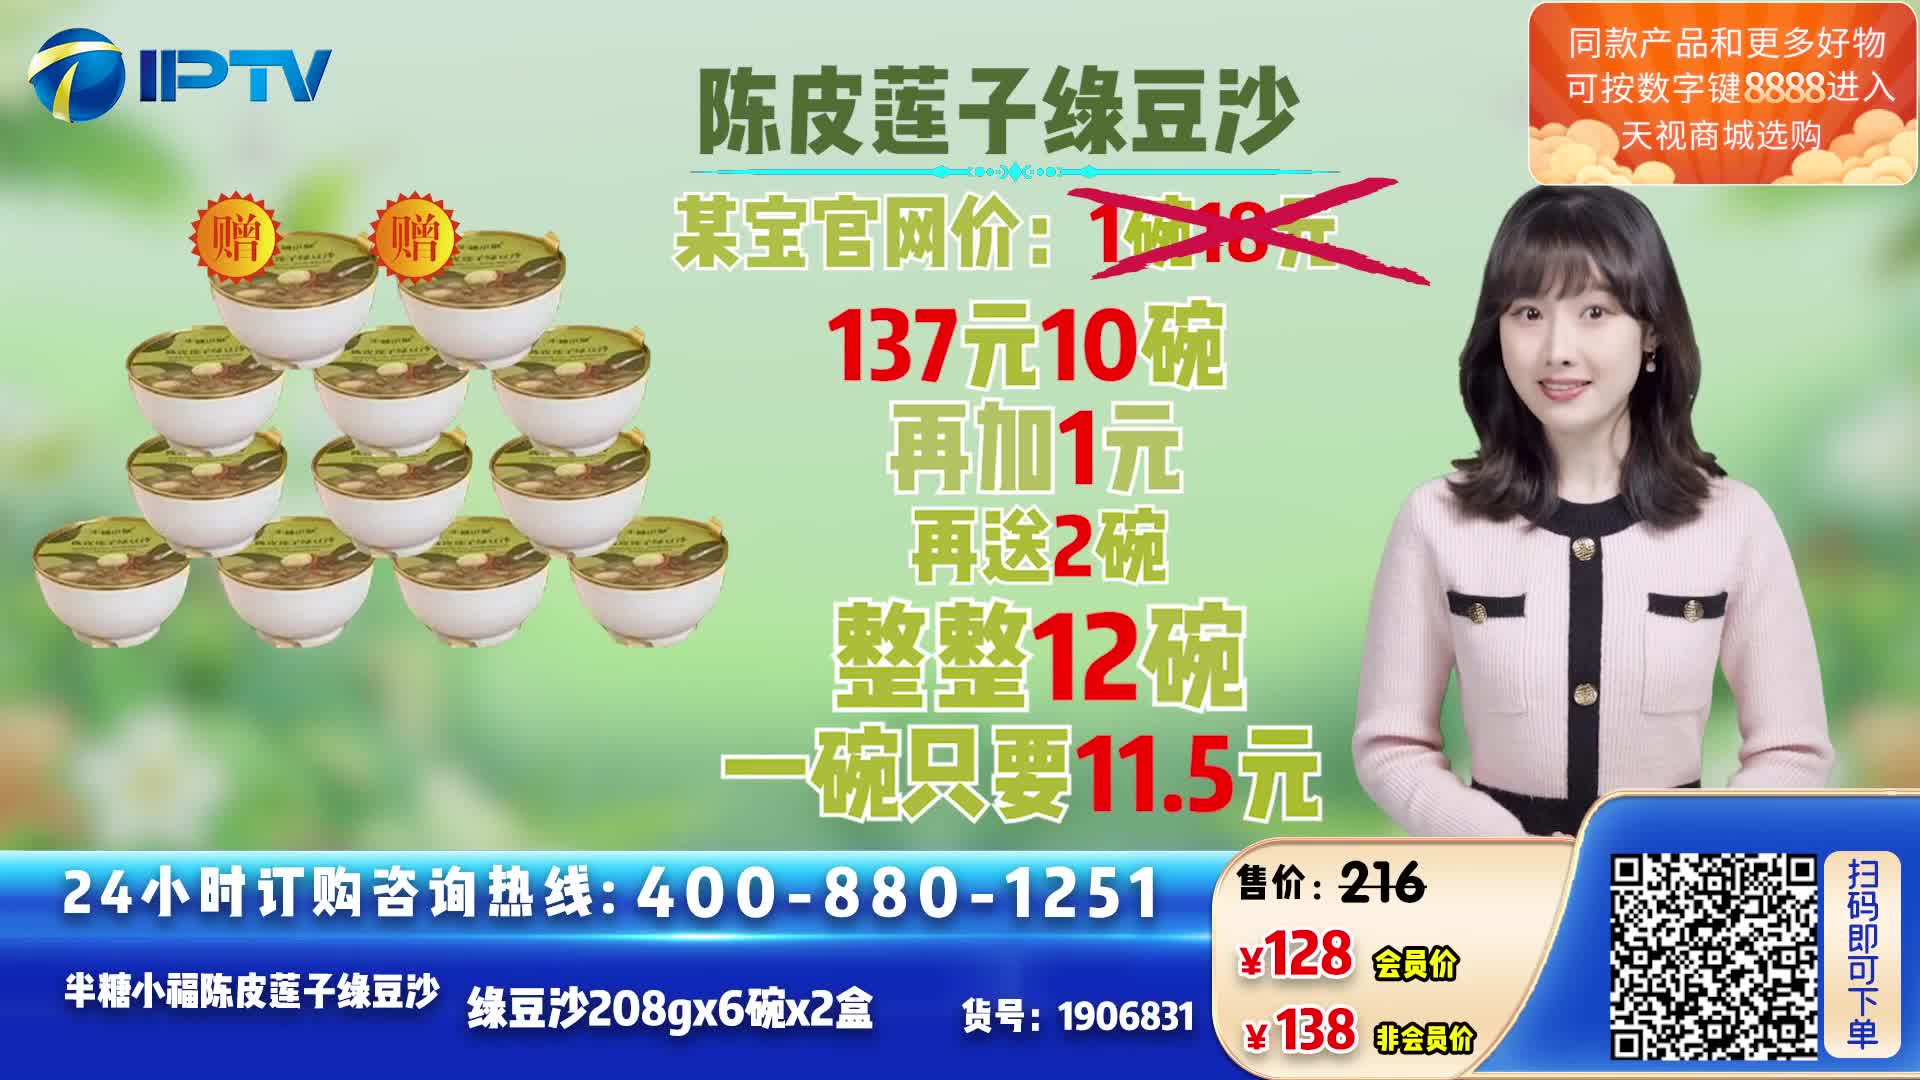 IPTV
同款产品和更多好物
可按数字键8888进入
天视商城选购
陈皮莲子绿豆沙
某宝官网价：1碗18元
赠
赠
137元10碗
再加1元
再送2碗
整整12碗
一碗只要11.5元
24小时订购咨询热线：400-880-1251
半糖小福陈皮莲子绿豆沙
绿豆沙208gx6碗x2盒
货号：1906831
售价：216
¥128 会员价
¥138 非会员价
扫码即可下单